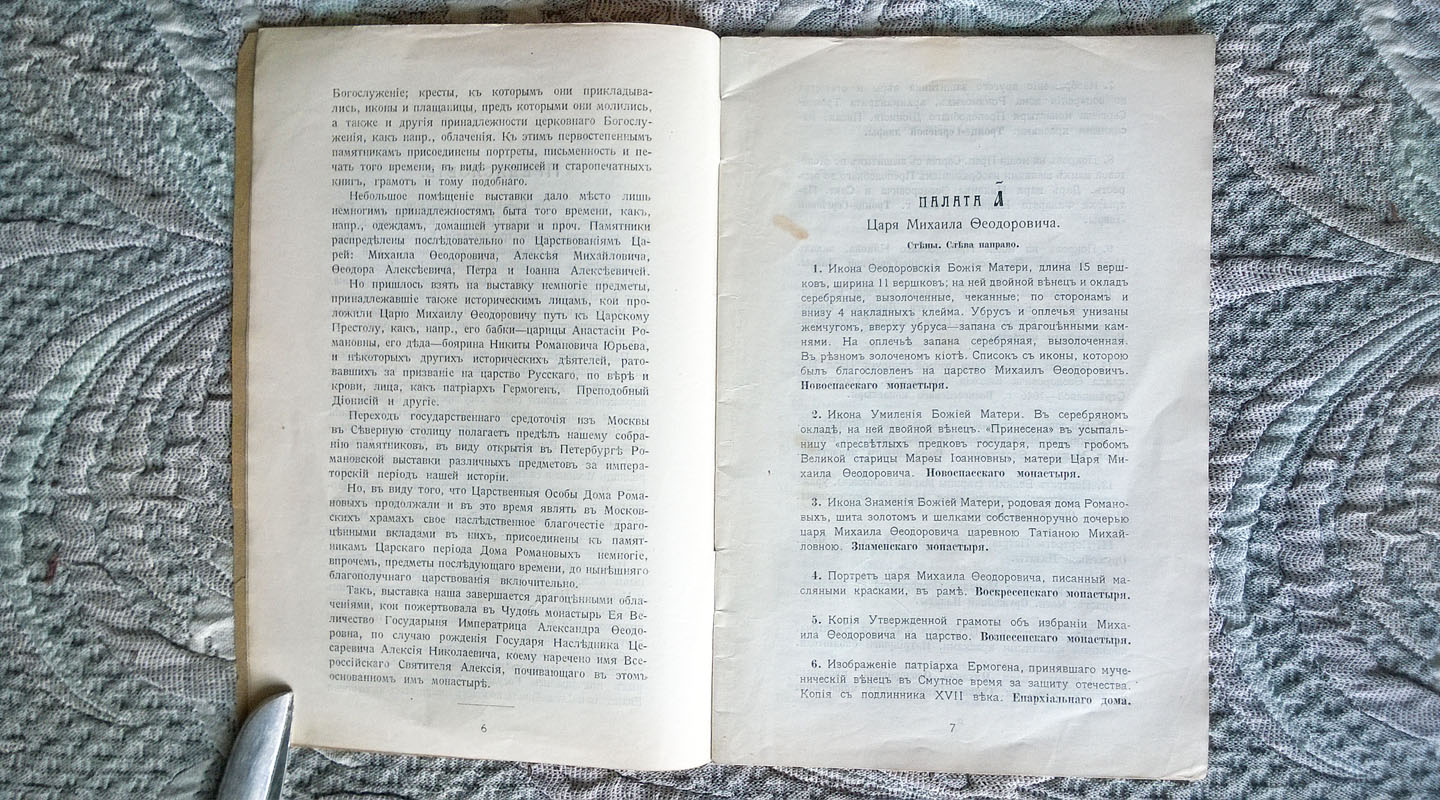 Богослуженіе; кресты, къ которымъ они прикладыва-
лись, иконы и плащаницы, предъ которыми они молились,
а также и другія принадлежности церковнаго Богослу-
женія, какъ напр., облаченія. Къ этимъ первостепеннымъ
памятникамъ присоединены портреты, письменность и пе-
чать того времени, въ видѣ рукописей и старопечатныхъ
книгъ, грамотъ и тому подобнаго.
Небольшое помѣщеніе выставки дало мѣсто лишь
немногимъ принадлежностямъ быта того времени, какъ,
напр., одеждамъ, домашней утвари и проч. Памятники
распредѣлены послѣдовательно по Царствованіямъ Ца-
рей: Михаила Ѳеодоровича, Алексѣя Михайловича,
Ѳеодора Алексѣевича, Петра и Іоанна Алексѣевичей.
Но пришлось взять на выставку немногіе предметы,
принадлежавшіе также историческимъ лицамъ, кои про-
ложили Царю Михаилу Ѳеодоровичу путь къ Царскому
Престолу, какъ, напр., его бабки—царицы Анастасіи Ро-
мановны, его дѣда—боярина Никиты Романовича Юрьева,
и нѣкоторыхъ другихъ историческихъ дѣятелей, рато-
вавшихъ за призваніе на царство Русскаго, по вѣрѣ и
крови, лица, какъ патріархъ Гермогенъ, Преподобный
Діонисій и другіе.
Переходъ государственнаго средоточія изъ Москвы
въ Сѣверную столицу полагаетъ предѣлъ нашему собра-
нію памятниковъ, въ виду открытія въ Петербургѣ Ро-
мановской выставки различныхъ предметовъ за импера-
торскій періодъ нашей исторіи.
Но, въ виду того, что Царственныя Особы Дома Рома-
новыхъ продолжали и въ это время являть въ Москов-
скихъ храмахъ свое наслѣдственное благочестіе драго-
цѣнными вкладами въ нихъ, присоединены къ памят-
никамъ Царскаго періода Дома Романовыхъ немногіе,
впрочемъ, предметы послѣдующаго времени, до нынѣшняго
благополучнаго царствованія включительно.
Такъ, выставка наша завершается драгоцѣнными обла-
ченіями, кои пожертвовала въ Чудовъ монастырь Ея Ве-
личество Государыня Императрица Александра Ѳеодо-
ровна, по случаю рожденія Государя Наслѣдника Це-
саревича Алексія Николаевича, коему наречено имя Все-
россійскаго Святителя Алексія, почивающаго въ этомъ
основанномъ имъ монастырѣ.
6
ПАЛАТА А҃
Царя Михаила Ѳеодоровича.
Стѣны. Слѣва направо.
1. Икона Ѳеодоровскія Божія Матери, длина 15 верш-
ковъ, ширина 11 вершковъ; на ней двойной вѣнецъ и окладъ
серебряные, вызолоченные, чеканные; по сторонамъ и
внизу 4 накладныхъ клейма. Убрусъ и оплечья унизаны
жемчугомъ, вверху убруса—запана съ драгоцѣнными кам-
нями. На оплечьѣ запана серебряная, вызолоченная.
Въ рѣзномъ золоченомъ кіотѣ. Списокъ съ иконы, которою
былъ благословленъ на царство Михаилъ Ѳеодоровичъ.
Новоспасскаго монастыря.
2. Икона Умиленія Божіей Матери. Въ серебряномъ
окладѣ, на ней двойной вѣнецъ. «Принесена» въ усыпаль-
ницу «пресвѣтлыхъ предковъ государя, предъ гробомъ
Великой старицы Марѳы Іоанновны», матери Царя Ми-
хаила Ѳеодоровича. Новоспасскаго монастыря.
3. Икона Знаменія Божіей Матери, родовая дома Романо-
выхъ, шита золотомъ и шелками собственноручно дочерью
царя Михаила Ѳеодоровича царевною Татіаною Михай-
ловною. Знаменскаго монастыря.
4. Портретъ царя Михаила Ѳеодоровича, писанный ма-
сляными красками, въ рамѣ. Воскресенскаго монастыря.
5. Копія Утвержденной грамоты объ избраніи Миха-
ила Ѳеодоровича на царство. Вознесенскаго монастыря.
6. Изображеніе патріарха Ермогена, принявшаго муче-
ническій вѣнецъ въ Смутное время за защиту отечества.
Копія съ подлинника XVII вѣка. Епархіальнаго дома.
7